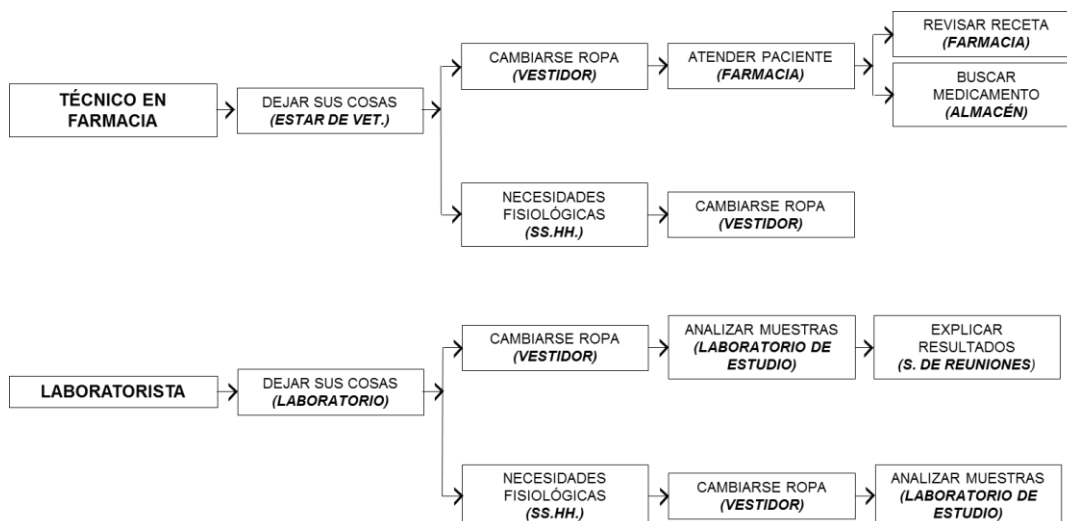 TÉCNICO EN
FARMACIA
DEJAR SUS COSAS
(ESTAR DE VET.)
CAMBIARSE ROPA
(VESTIDOR)
ATENDER PACIENTE
(FARMACIA)
REVISAR RECETA
(FARMACIA)
BUSCAR
MEDICAMENTO
(ALMACÉN)
NECESIDADES
FISIOLÓGICAS
(SS.HH.)
CAMBIARSE ROPA
(VESTIDOR)
LABORATORISTA
DEJAR SUS COSAS
(LABORATORIO)
CAMBIARSE ROPA
(VESTIDOR)
ANALIZAR MUESTRAS
(LABORATORIO DE
ESTUDIO)
EXPLICAR
RESULTADOS
(S. DE REUNIONES)
NECESIDADES
FISIOLÓGICAS
(SS.HH.)
CAMBIARSE ROPA
(VESTIDOR)
ANALIZAR MUESTRAS
(LABORATORIO DE
ESTUDIO)